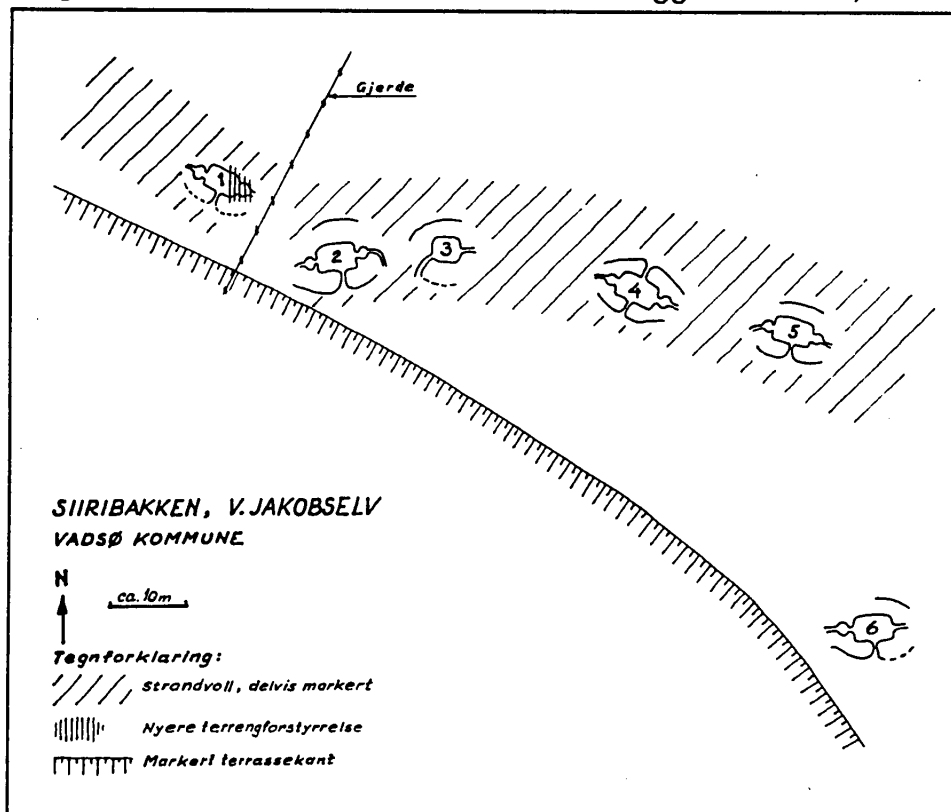 Gjerde
1
2
3
4
5
6
SIIRIBAKKEN, V. JAKOBSELV
VADSØ KOMMUNE
N
ca. 10m
Tegnforklaring:
Strandvoll, delvis markert
Nyere terrengforstyrrelse
Markert terrassekant